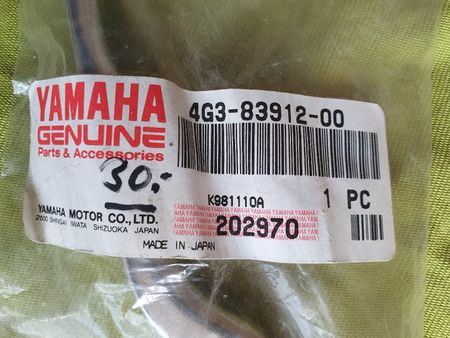 YAMAHA
GENUINE
Parts & Accessories
30.-
YAMAHA MOTOR CO., LTD.
2500 SHINGAI IWATA SHIZUOKA JAPAN
4G3-83912-00
K981110A
1 PC
202970
MADE IN JAPAN